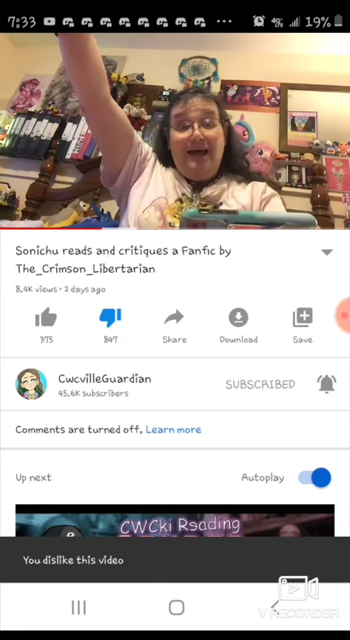 7:33
4G
19%
Sonichu reads and critiques a Fanfic by
The_Crimson_Libertarian
8,4K views • 2 days ago
375
847
Share
Download
Save
CwcvilleGuardian
45,6K subscribers
SUBSCRIBED
Comments are turned off. Learn more
Up next
Autoplay
CWCki Reading
You dislike this video
V RECORDER